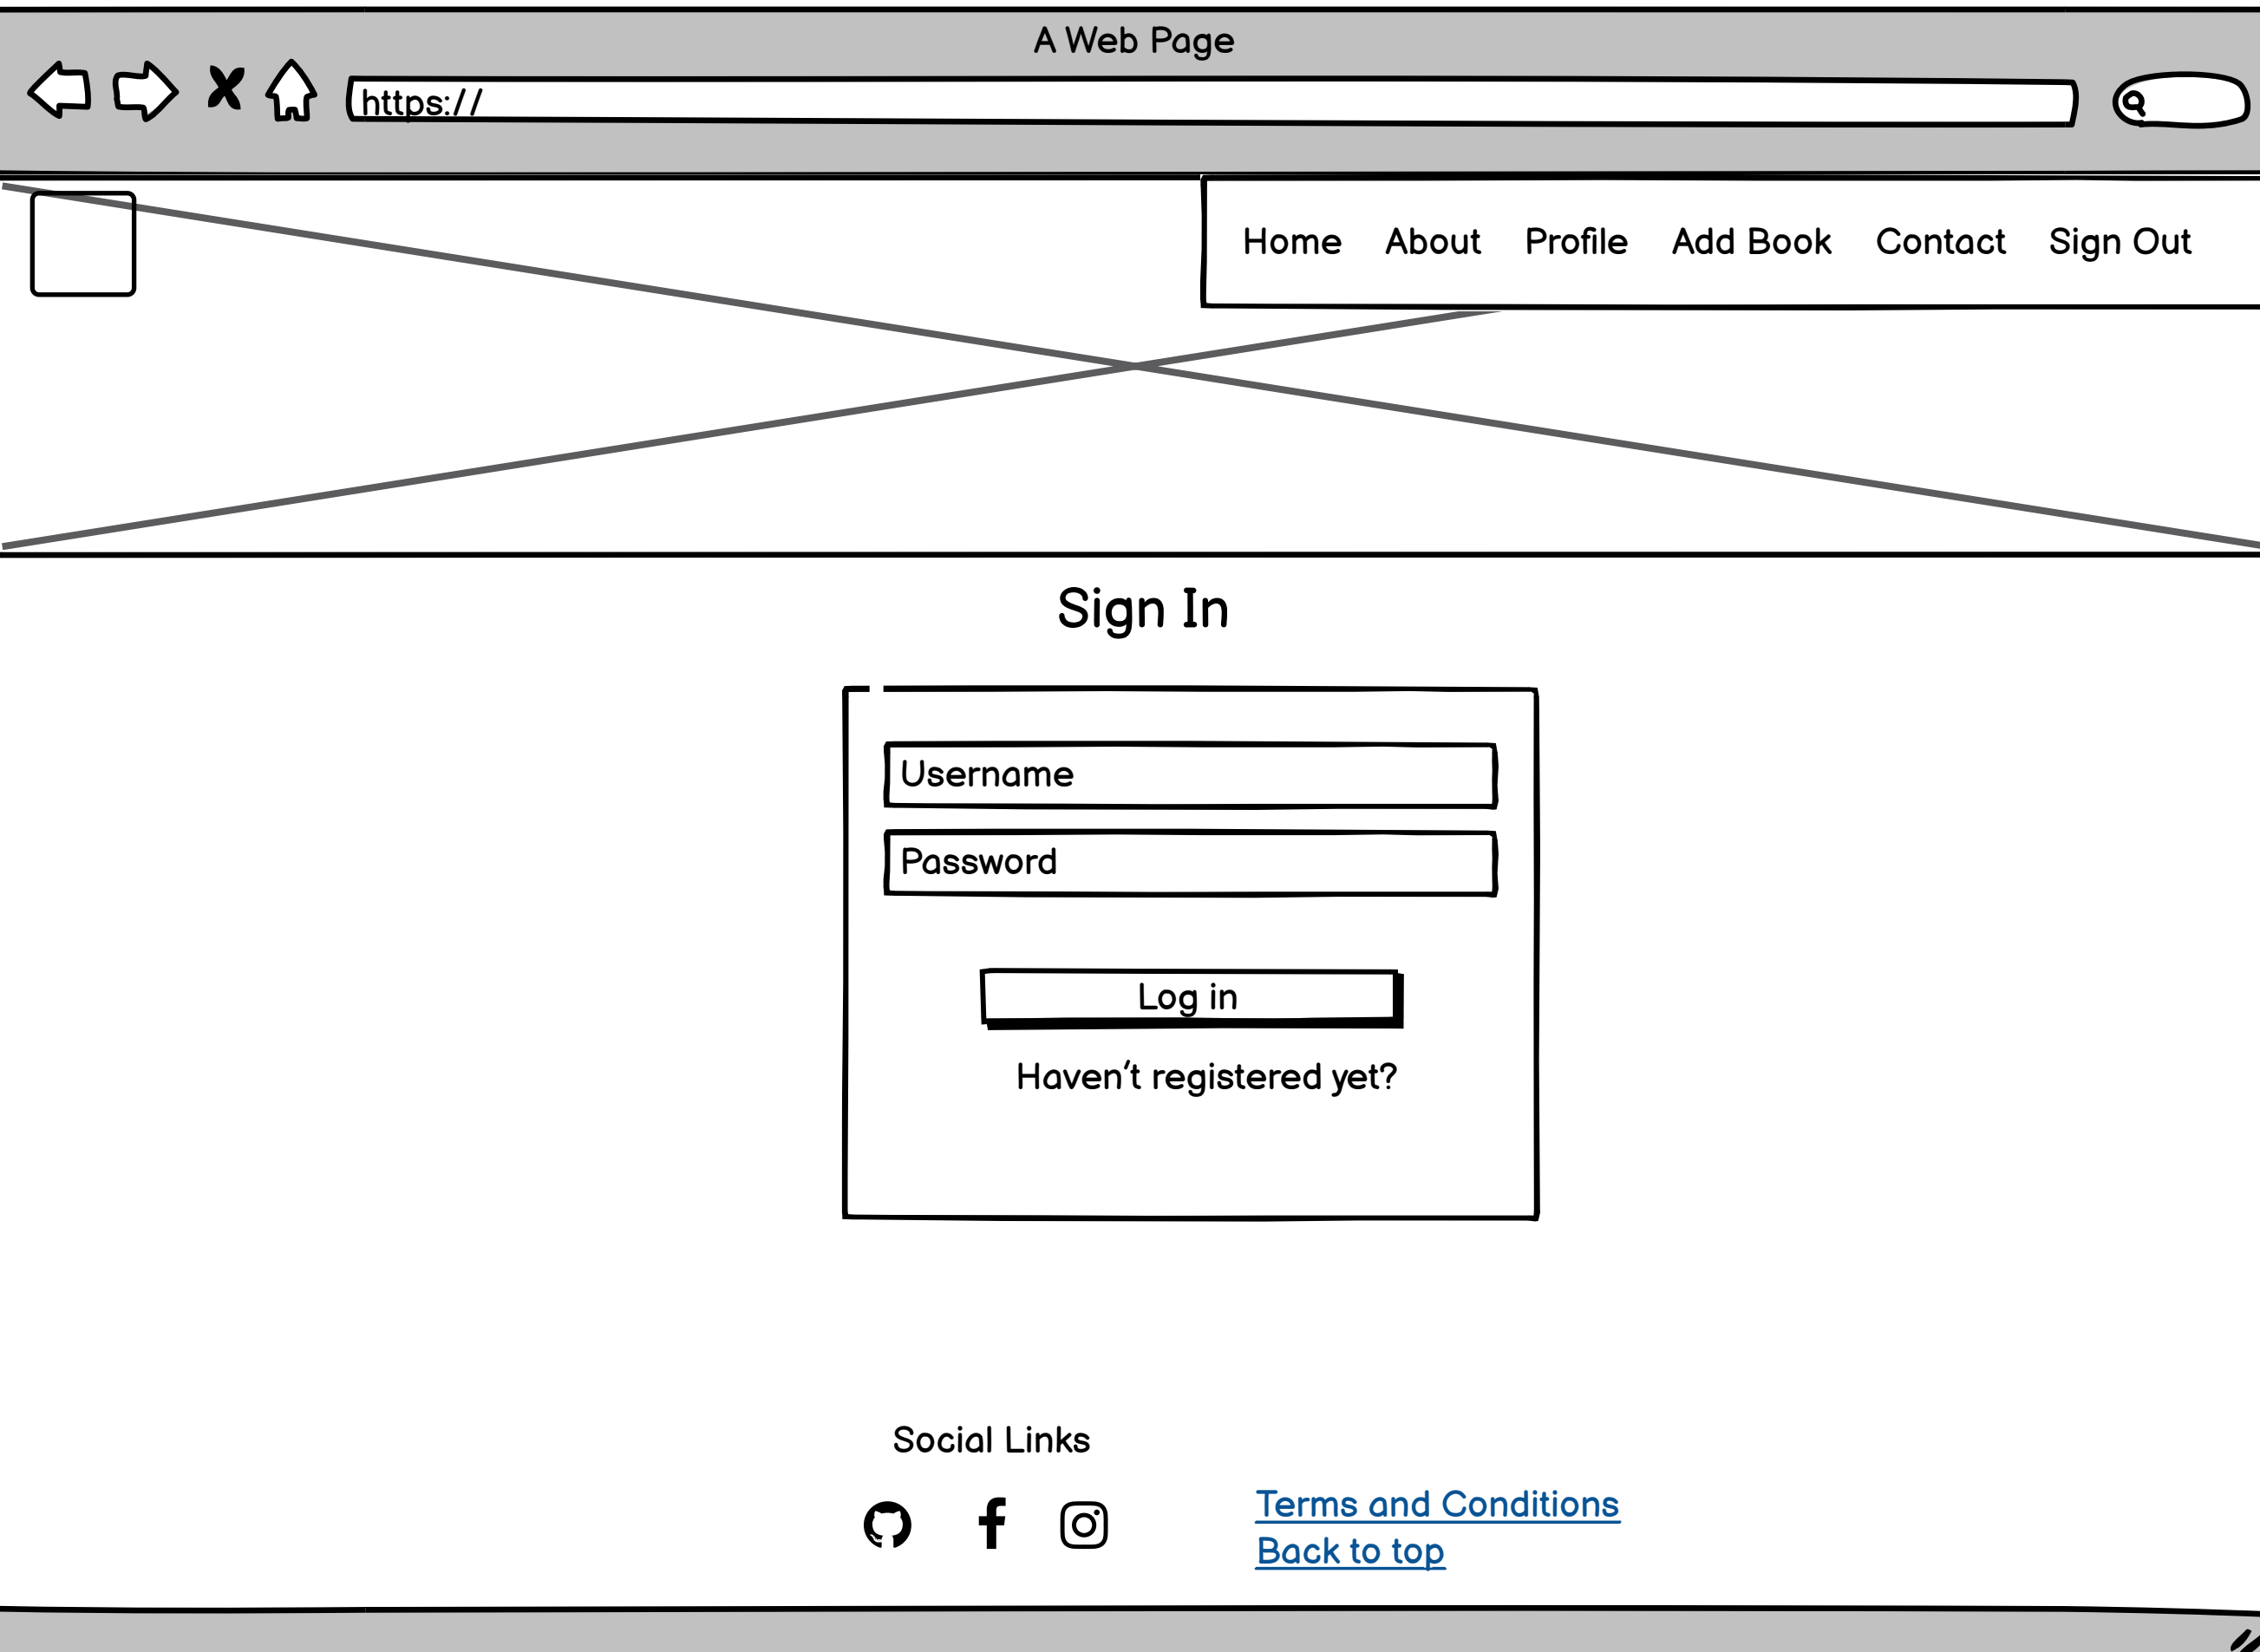 A Web Page
https://
Home About Profile Add Book Contact Sign Out
Sign In
Username
Password
Log in
Haven't registered yet?
Social Links
Terms and Conditions
Back to top